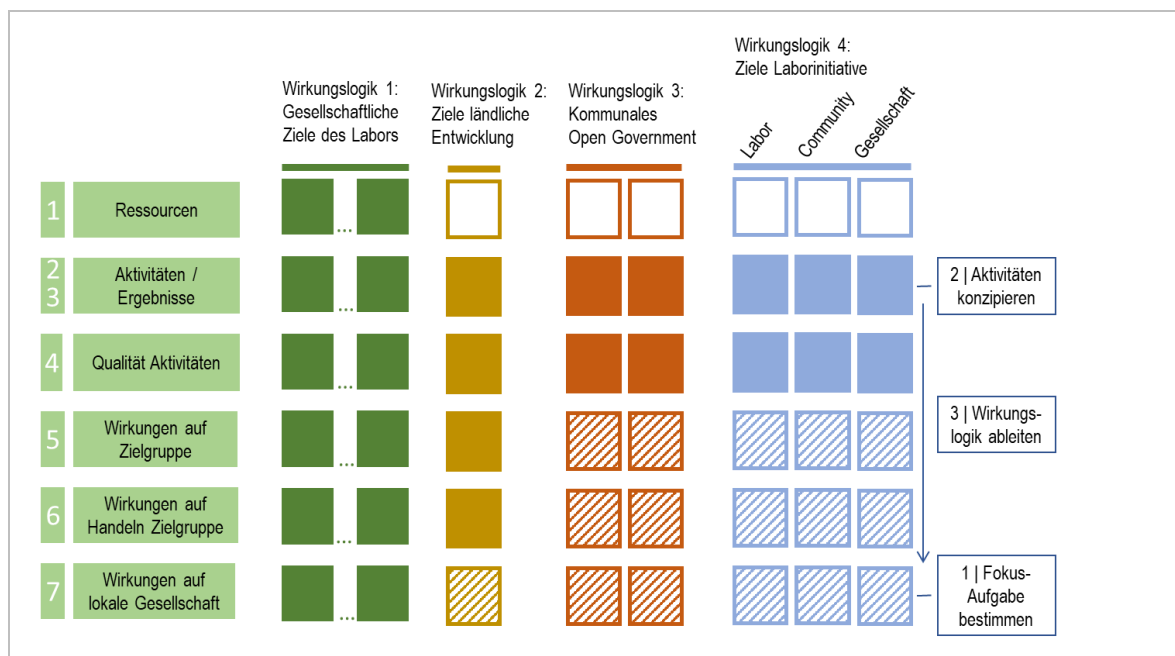 Wirkungslogik 1:
Gesellschaftliche
Ziele des Labors
Wirkungslogik 2:
Ziele ländliche
Entwicklung
Wirkungslogik 3:
Kommunales
Open Government
Wirkungslogik 4:
Ziele Laborinitiative
Labor
Community
Gesellschaft
1
Ressourcen
...
2
3
Aktivitäten /
Ergebnisse
...
2 | Aktivitäten
konzipieren
4
Qualität Aktivitäten
...
5
Wirkungen auf
Zielgruppe
...
3 | Wirkungs-
logik ableiten
6
Wirkungen auf
Handeln Zielgruppe
...
7
Wirkungen auf
lokale Gesellschaft
...
1 | Fokus-
Aufgabe
bestimmen